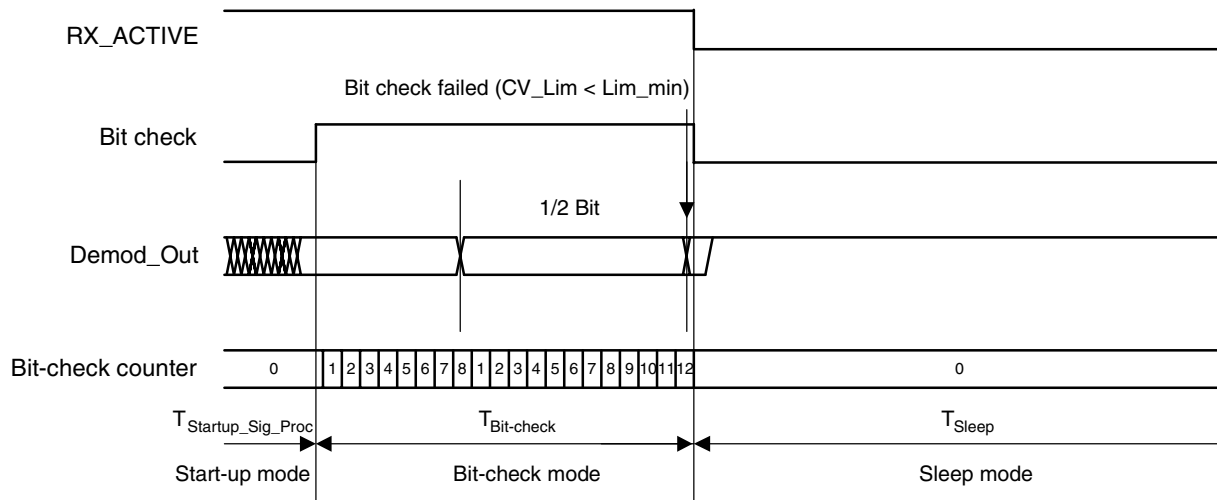 RX_ACTIVE
Bit check failed (CV_Lim < Lim_min)
Bit check
1/2 Bit
Demod_Out
Bit-check counter 0 1 2 3 4 5 6 7 8 1 2 3 4 5 6 7 8 9 10 11 12 0
TStartup_Sig_Proc TBit-check TSleep
Start-up mode Bit-check mode Sleep mode